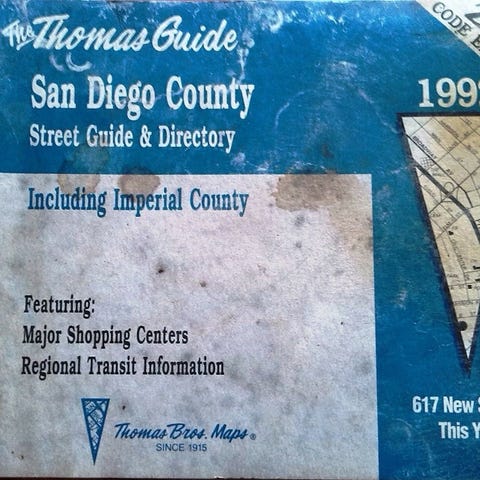 The Thomas Guide
San Diego County
Street Guide & Directory
Including Imperial County
Featuring:
Major Shopping Centers
Regional Transit Information
Thomas Bros. Maps®
SINCE 1915
CODE
199
617 New
This